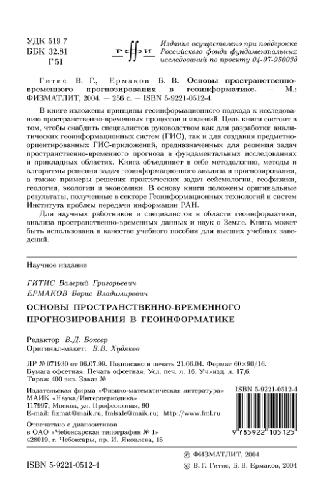 УДК 519.7
ББК 32.81
Г51
РФФИ
Издание осуществлено при поддержке
Российского фонда фундаментальных
исследований по проекту 04-07-95003Д
Гитис В. Г., Ермаков Б. В. Основы пространственно-
временного прогнозирования в геоинформатике. — М.:
ФИЗМАТЛИТ, 2004. — 256 с. — ISBN 5-9221-0512-4.
В книге изложены принципы геоинформационного подхода к исследова-
нию пространственно-временных процессов и явлений. Цель книги состоит в
том, чтобы снабдить специалистов руководством как для разработки анали-
тических геоинформационных систем (ГИС), так и для создания предметно-
ориентированных ГИС-приложений, предназначенных для решения задач
пространственно-временного прогноза в фундаментальных исследованиях
и прикладных областях. Книга объединяет в себе методологию, методы и
алгоритмы решения задач геоинформационного анализа и прогнозирования,
а также примеры решения практических задач сейсмологии, геофизики,
геологии, экологии и экономики. В основу книги положены оригинальные
результаты, полученные в секторе Геоинформационных технологий и систем
Института проблем передачи информации РАН.
Для научных работников и специалистов в области геоинформатики,
анализа пространственно-временных данных и наук о Земле. Книга может
быть использована в качестве учебного пособия для высших учебных заве-
дений.
Научное издание
ГИТИС Валерий Григорьевич
ЕРМАКОВ Борис Владимирович
ОСНОВЫ ПРОСТРАНСТВЕННО-ВРЕМЕННОГО
ПРОГНОЗИРОВАНИЯ В ГЕОИНФОРМАТИКЕ
Редактор В.Д. Боксер
Оригинал-макет: В.В. Худяков
ЛР №071930 от 06.07.99. Подписано в печать 21.06.04. Формат 60×90/16.
Бумага офсетная. Печать офсетная. Усл. печ. л. 16. Уч.-изд. л. 17,6.
Тираж 400 экз. Заказ №
Издательская фирма «Физико-математическая литература»
МАИК «Наука/Интерпериодика»
117997, Москва, ул. Профсоюзная, 90
E-mail: fizmat@maik.ru, fmlsale@maik.ru; http://www.fml.ru
Отпечатано с диапозитивов
в ОАО «Чебоксарская типография № 1»
428019, г. Чебоксары, пр. И. Яковлева, 15
ISBN 5-9221-0512-4
9 785922 105125
ISBN 5-9221-0512-4
© ФИЗМАТЛИТ, 2004
© В. Г. Гитис, Б. В. Ермаков, 2004